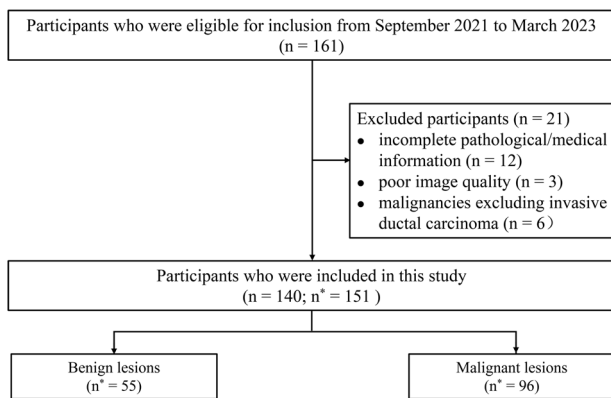 Participants who were eligible for inclusion from September 2021 to March 2023
(n = 161)
Excluded participants (n = 21)
• incomplete pathological/medical
information (n = 12)
• poor image quality (n = 3)
• malignancies excluding invasive
ductal carcinoma (n = 6）
Participants who were included in this study
(n = 140; n* = 151 )
Benign lesions
(n* = 55)
Malignant lesions
(n* = 96)